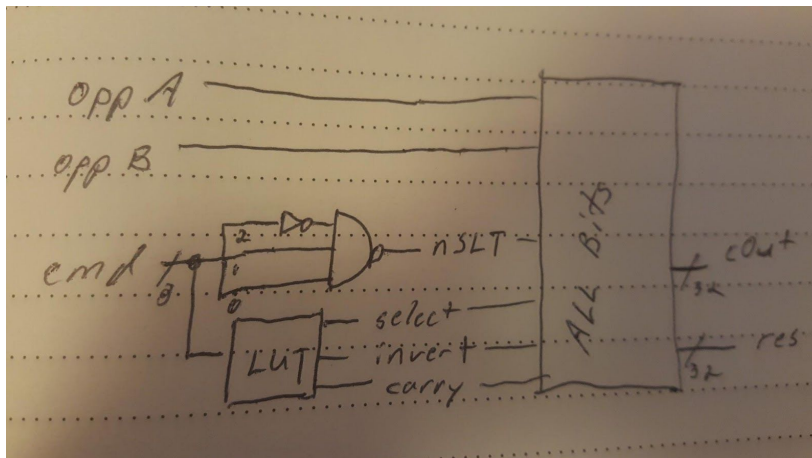 opp A
opp B
2
1
0
cmd
3
nSLT
LUT
select
invert
carry
ALL Bits
cOut
32
res
32